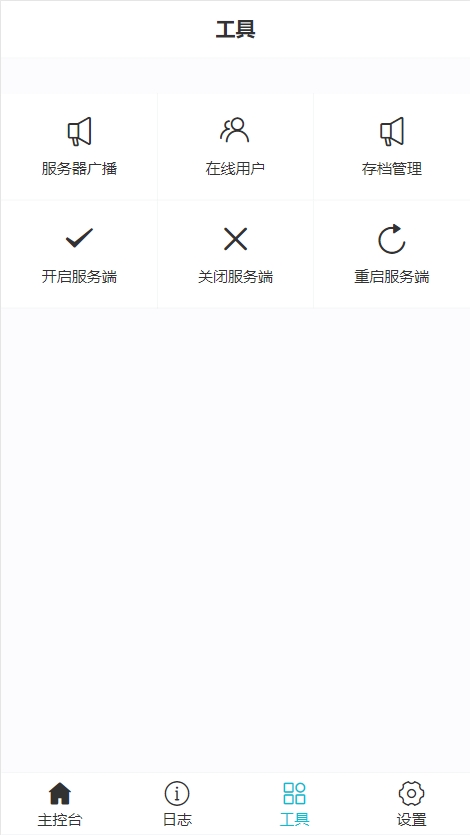 工具
服务器广播
在线用户
存档管理
开启服务端
关闭服务端
重启服务端
主控台
日志
工具
设置